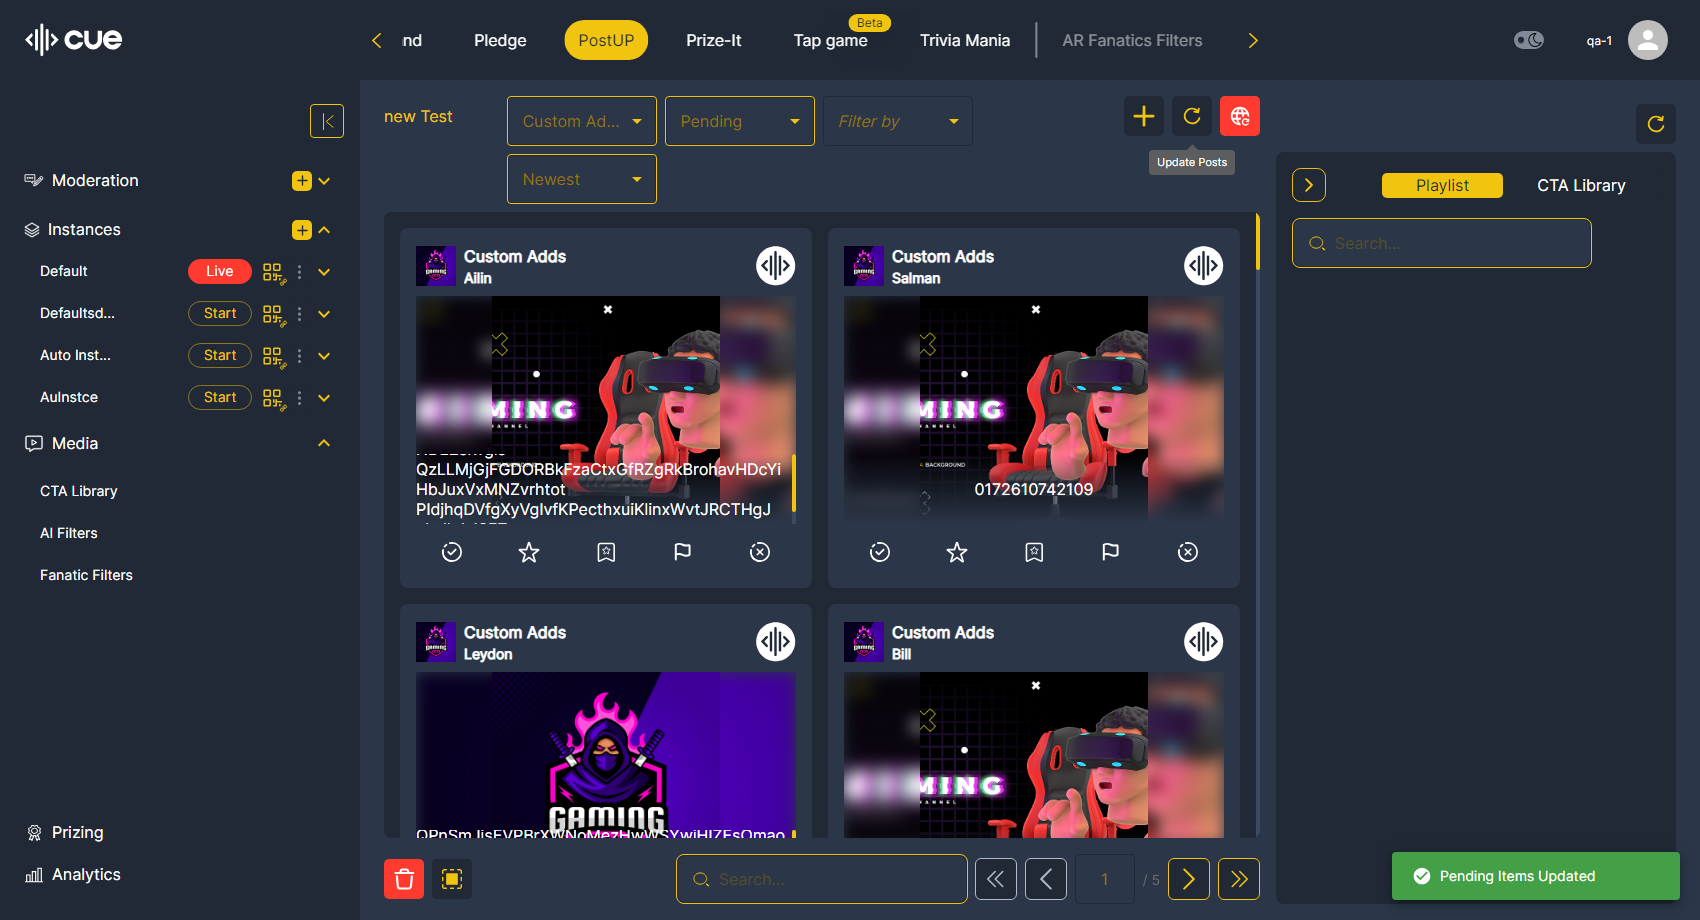 cue
nd
Pledge
PostUP
Prize-It
Beta
Tap game
Trivia Mania
AR Fanatics Filters
qa-1
Moderation
Instances
Default
Live
Defaultsd...
Start
Auto Inst...
Start
AuInstce
Start
Media
CTA Library
AI Filters
Fanatic Filters
Prizing
Analytics
new Test
Custom Ad...
Pending
Filter by
Newest
Update Posts
Custom Adds
Ailin
MING
QzLLMjGjFGDORBkFzaCtxGfRZgRkBrohavHDcYi
HbJuxVxMNZvrhtot
PIdjhqDVfgXyVgIvfKPecthxuiKlinxWvtJRCTHgJ
Custom Adds
Salman
MING
BACKGROUND
0172610742109
Custom Adds
Leydon
GAMING
Custom Adds
Bill
MING
Search...
1
/ 5
Playlist
CTA Library
Search...
Pending Items Updated